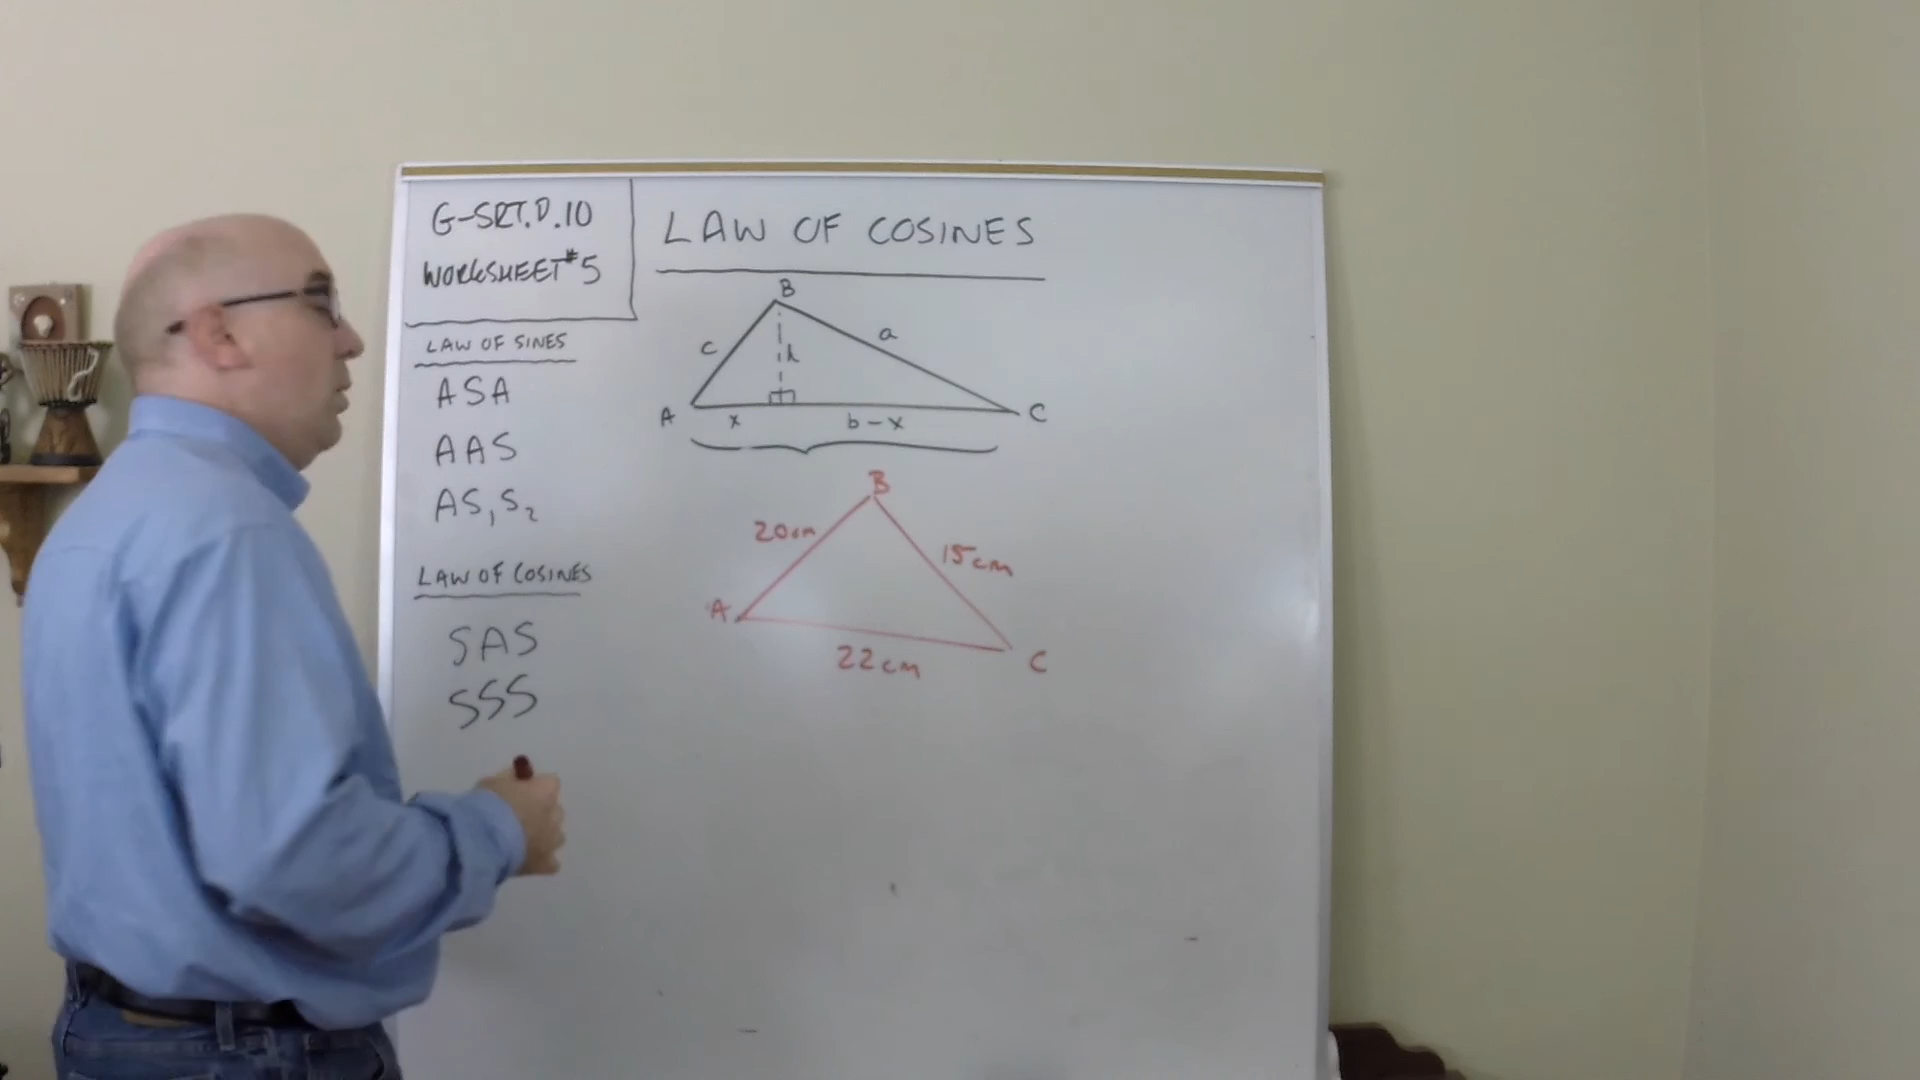 G-SRT.D.10
WORKSHEET #5
LAW OF SINES
ASA
AAS
AS₁S₂
LAW OF COSINES
SAS
SSS
LAW OF COSINES
B
c
a
h
A
C
x
b-x
B
20cm
15cm
A
22cm
C